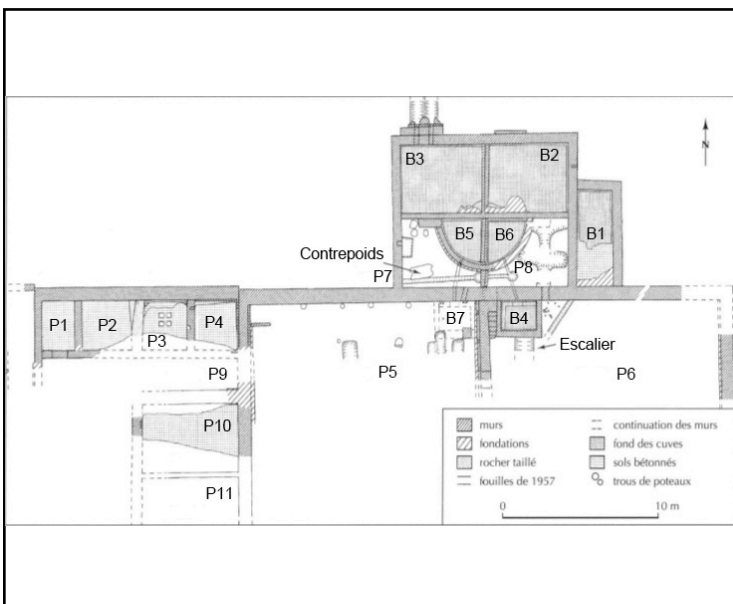 N
B3
B2
B1
B5
B6
Contrepoids
P7
P8
P1
P2
P3
P4
B7
B4
Escalier
P9
P5
P6
P10
P11
murs
fondations
rocher taillé
fouilles de 1957
continuation des murs
fond des cuves
sols bétonnés
trous de poteaux
0
10 m